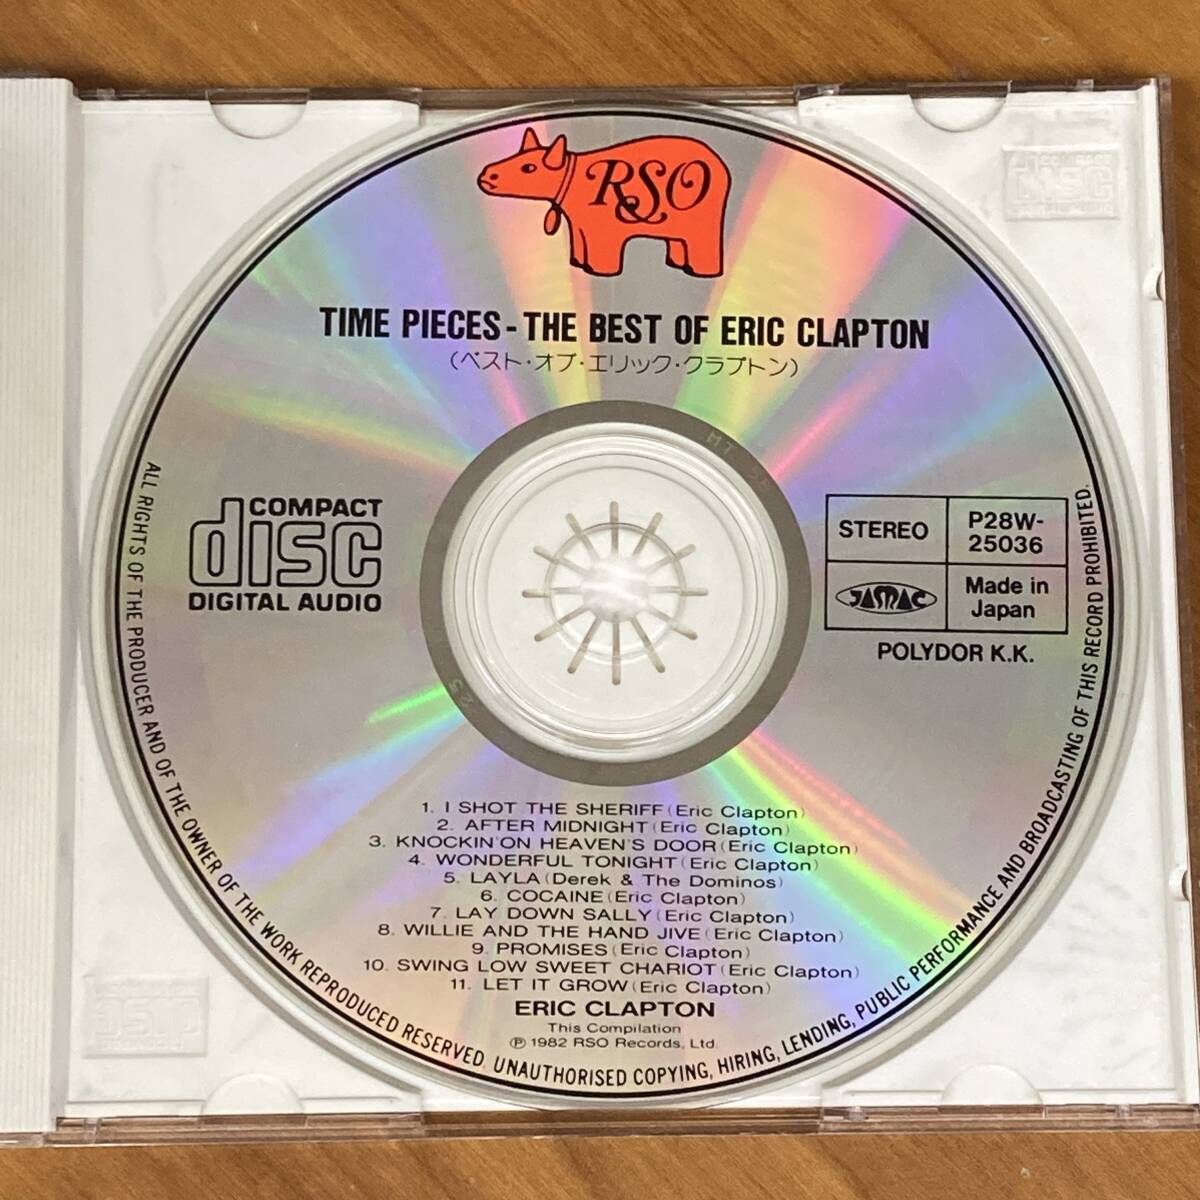 RSO
TIME PIECES - THE BEST OF ERIC CLAPTON
(ベスト・オブ・エリック・クラプトン)
COMPACT
disc
DIGITAL AUDIO
STEREO
P28W-
25036
JASRAC
Made in
Japan
POLYDOR K.K.
1. I SHOT THE SHERIFF (Eric Clapton)
2. AFTER MIDNIGHT (Eric Clapton)
3. KNOCKIN'ON HEAVEN'S DOOR (Eric Clapton)
4. WONDERFUL TONIGHT (Eric Clapton)
5. LAYLA (Derek & The Dominos)
6. COCAINE (Eric Clapton)
7. LAY DOWN SALLY (Eric Clapton)
8. WILLIE AND THE HAND JIVE (Eric Clapton)
9. PROMISES (Eric Clapton)
10. SWING LOW SWEET CHARIOT (Eric Clapton)
11. LET IT GROW (Eric Clapton)
ERIC CLAPTON
This Compilation
Ⓟ 1982 RSO Records, Ltd.
ALL RIGHTS OF THE PRODUCER AND OF THE OWNER OF THE WORK REPRODUCED RESERVED. UNAUTHORISED COPYING, HIRING, LENDING, PUBLIC PERFORMANCE AND BROADCASTING OF THIS RECORD PROHIBITED.
COMPACT
disc